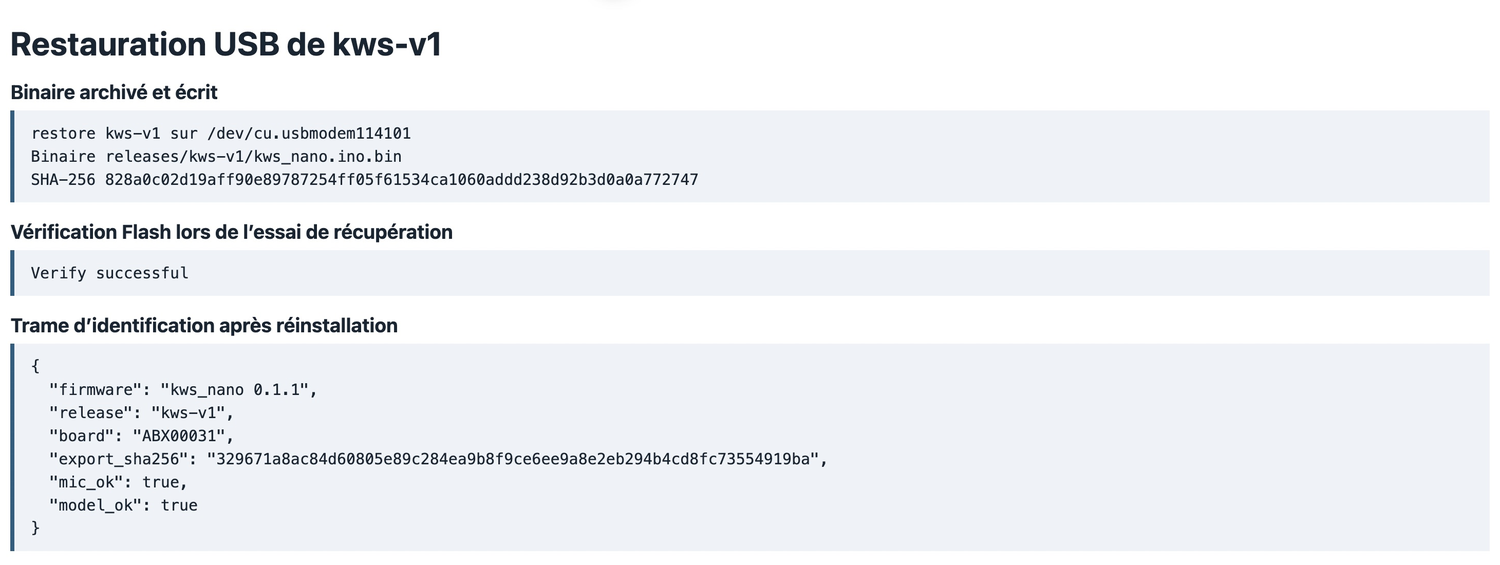 Restauration USB de kws-v1
Binaire archivé et écrit
restore kws-v1 sur /dev/cu.usbmodem114101
Binaire releases/kws-v1/kws_nano.ino.bin
SHA-256 828a0c02d19aff90e89787254ff05f61534ca1060addd238d92b3d0a0a772747
Vérification Flash lors de l’essai de récupération
Verify successful
Trame d’identification après réinstallation
{
  "firmware": "kws_nano 0.1.1",
  "release": "kws-v1",
  "board": "ABX00031",
  "export_sha256": "329671a8ac84d60805e89c284ea9b8f9ce6ee9a8e2eb294b4cd8fc73554919ba",
  "mic_ok": true,
  "model_ok": true
}